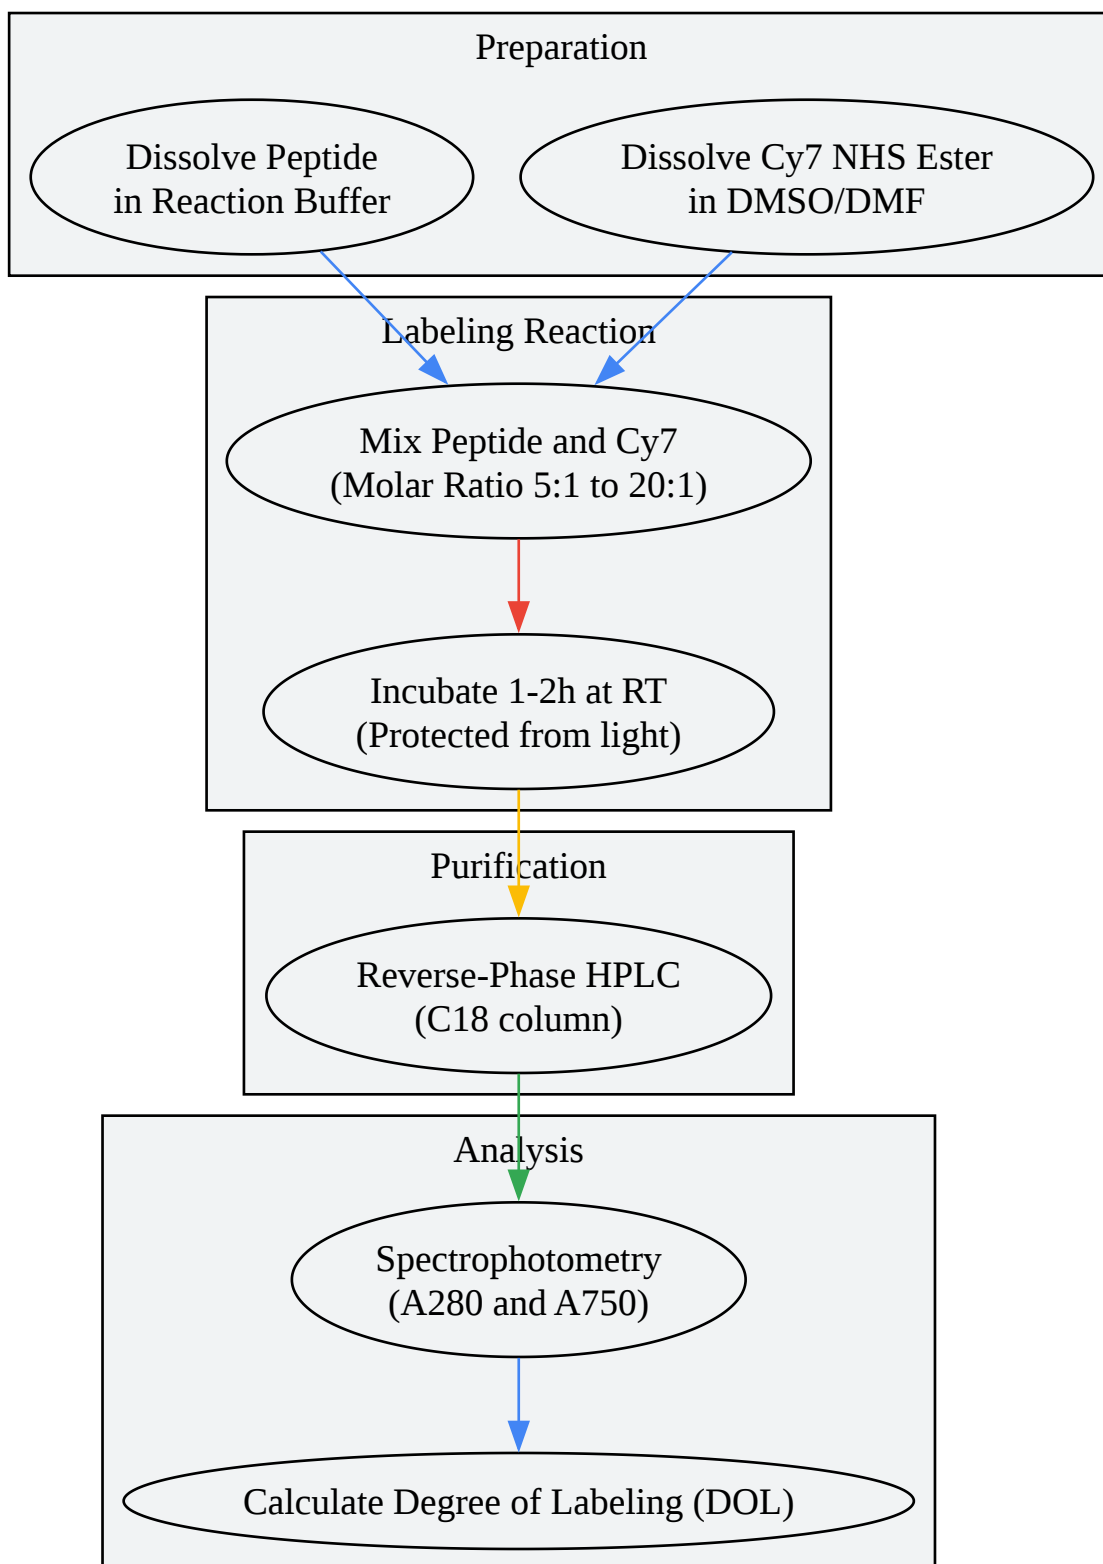 Preparation
Dissolve Peptide
in Reaction Buffer
Dissolve Cy7 NHS Ester
in DMSO/DMF
Labeling Reaction
Mix Peptide and Cy7
(Molar Ratio 5:1 to 20:1)
Incubate 1-2h at RT
(Protected from light)
Purification
Reverse-Phase HPLC
(C18 column)
Analysis
Spectrophotometry
(A280 and A750)
Calculate Degree of Labeling (DOL)